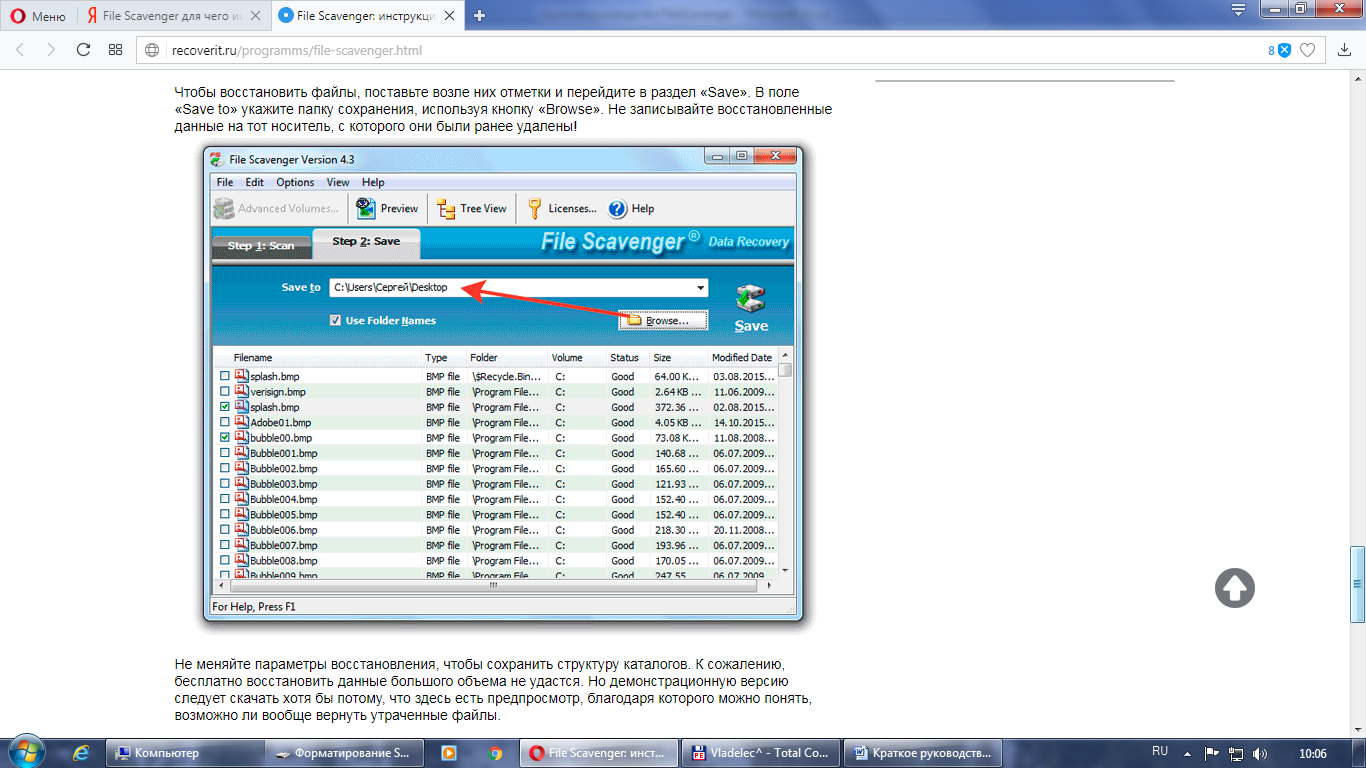 Меню
File Scavenger для чего ис
File Scavenger: инструкци
recoverit.ru/programms/file-scavenger.html
8
Чтобы восстановить файлы, поставьте возле них отметки и перейдите в раздел «Save». В поле
«Save to» укажите папку сохранения, используя кнопку «Browse». Не записывайте восстановленные
данные на тот носитель, с которого они были ранее удалены!
File Scavenger Version 4.3
File Edit Options View Help
Advanced Volumes... Preview Tree View Licenses... Help
Step 1: Scan Step 2: Save File Scavenger® Data Recovery
Save to C:\Users\Сергей\Desktop
Use Folder Names Browse... Save
Filename Type Folder Volume Status Size Modified Date
splash.bmp BMP file \$Recycle.Bin... C: Good 64.00 K... 03.08.2015...
verisign.bmp BMP file \Program File... C: Good 2.64 KB ... 11.06.2009...
splash.bmp BMP file \Program File... C: Good 372.36 ... 02.08.2015...
Adobe01.bmp BMP file \Program File... C: Good 4.05 KB ... 14.10.2015...
bubble00.bmp BMP file \Program File... C: Good 73.08 K... 11.08.2008...
Bubble001.bmp BMP file \Program File... C: Good 140.68 ... 06.07.2009...
Bubble002.bmp BMP file \Program File... C: Good 165.60 ... 06.07.2009...
Bubble003.bmp BMP file \Program File... C: Good 121.93 ... 06.07.2009...
Bubble004.bmp BMP file \Program File... C: Good 152.40 ... 06.07.2009...
Bubble005.bmp BMP file \Program File... C: Good 152.40 ... 06.07.2009...
Bubble006.bmp BMP file \Program File... C: Good 218.30 ... 20.11.2008...
Bubble007.bmp BMP file \Program File... C: Good 193.96 ... 06.07.2009...
Bubble008.bmp BMP file \Program File... C: Good 170.05 ... 06.07.2009...
Bubble009.bmp BMP file \Program File... C: Good 247.55 06.07.2009
For Help, Press F1
Не меняйте параметры восстановления, чтобы сохранить структуру каталогов. К сожалению,
бесплатно восстановить данные большого объема не удастся. Но демонстрационную версию
следует скачать хотя бы потому, что здесь есть предпросмотр, благодаря которого можно понять,
возможно ли вообще вернуть утраченные файлы.
Компьютер
Форматирование S...
File Scavenger: инст...
Vladelec^ - Total Co...
Краткое руководств...
RU
10:06